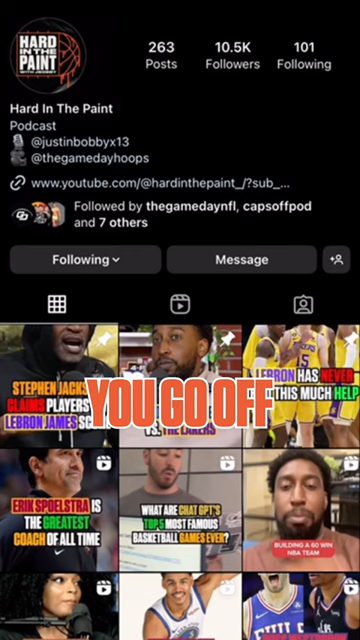 HARD
IN THE
PAINT
263
10.5K
101
Posts
Followers
Following
Hard In The Paint
Podcast
@justinbobbyx13
@thegamedayhoops
www.youtube.com/@hardinthepaint_/?sub_...
Followed by thegamedaynfl, capsoffpod
and 7 others
Following
Message
STEPHEN JACKS
CLAIMS PLAYERS
LEBRON JAMES SC
YOU GO OFF
VS. THE LAKERS
LEBRON HAS NEVER
THIS MUCH HELP
ERIK SPOELSTRA IS
THE GREATEST
COACH OF ALL TIME
WHAT ARE CHAT GPT'S
TOP 5 MOST FAMOUS
BASKETBALL GAMES EVER?
BUILDING A 60 WIN
NBA TEAM